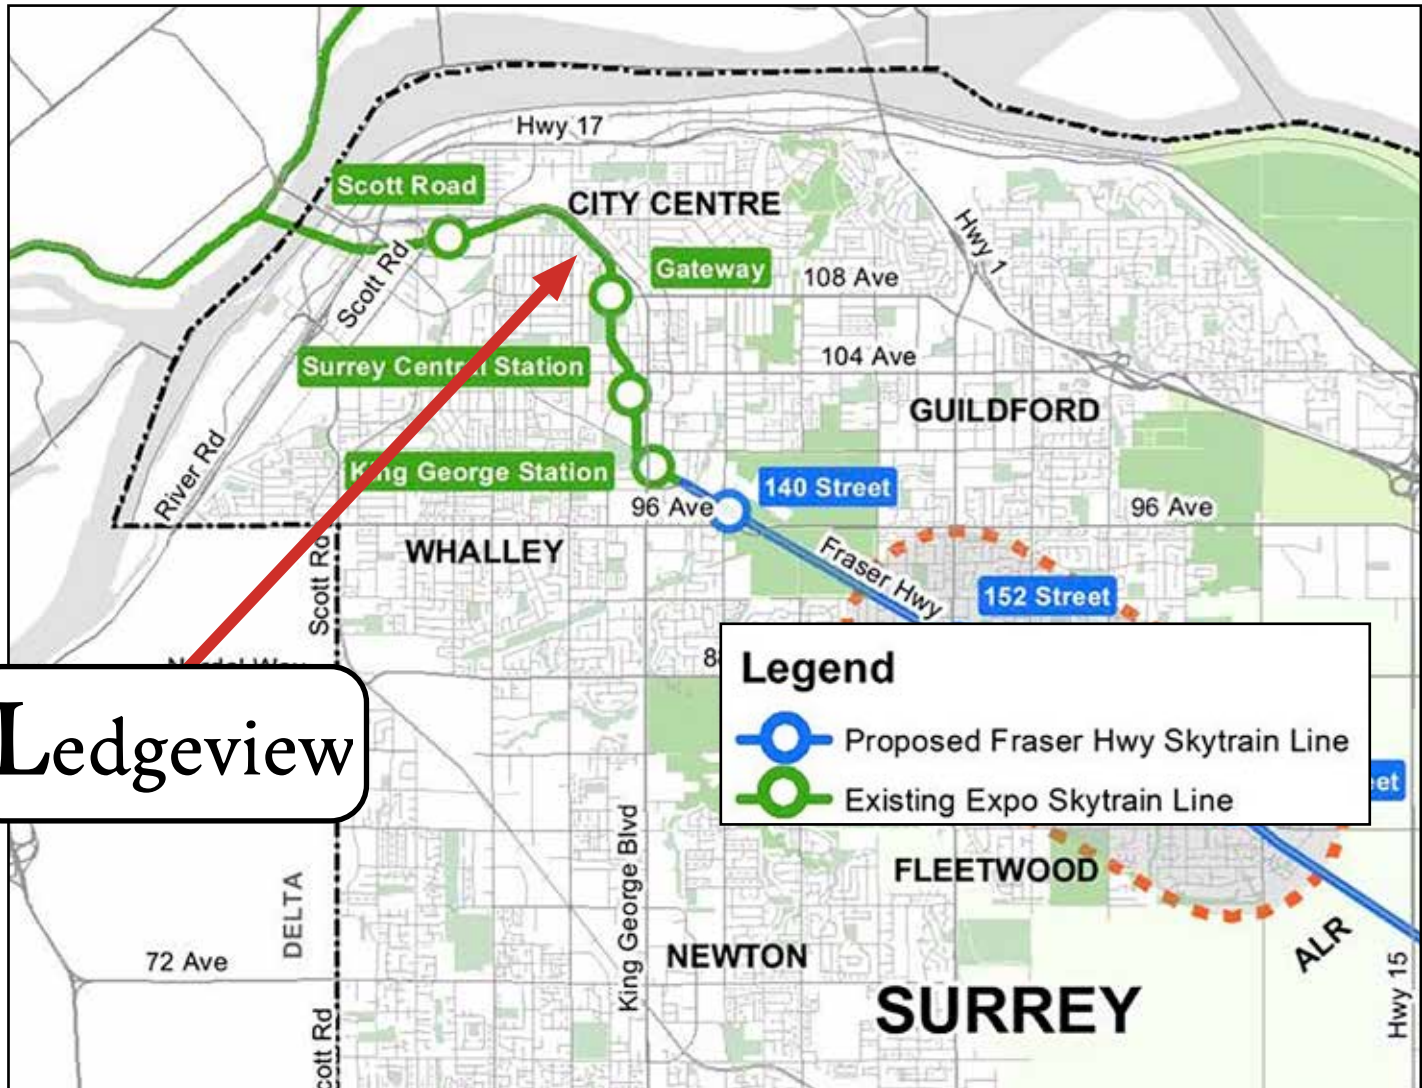 Hwy 17
Scott Road
CITY CENTRE
Hwy 1
Gateway
108 Ave
Scott Rd
104 Ave
Surrey Central Station
GUILDFORD
River Rd
King George Station
140 Street
96 Ave
96 Ave
WHALLEY
Fraser Hwy
Scott Rd
152 Street
Ledgeview
Legend
Proposed Fraser Hwy Skytrain Line
Existing Expo Skytrain Line
King George Blvd
FLEETWOOD
DELTA
72 Ave
NEWTON
ALR
SURREY
Hwy 15